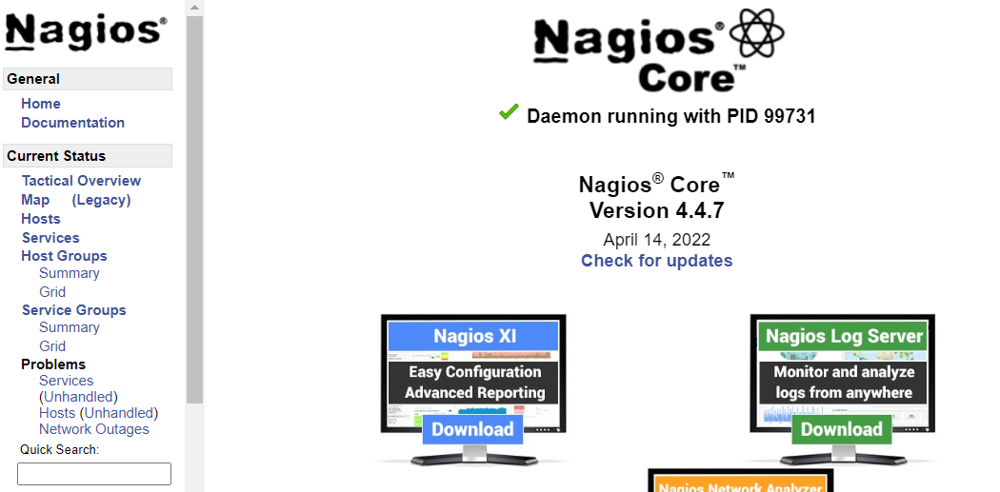 Nagios®
General
Home
Documentation
Current Status
Tactical Overview
Map (Legacy)
Hosts
Services
Host Groups
Summary
Grid
Service Groups
Summary
Grid
Problems
Services
(Unhandled)
Hosts (Unhandled)
Network Outages
Quick Search:
Nagios®
Core™
Daemon running with PID 99731
Nagios® Core™
Version 4.4.7
April 14, 2022
Check for updates
Nagios XI
Easy Configuration
Advanced Reporting
Download
Nagios Log Server
Monitor and analyze
logs from anywhere
Download
Nagios Network Analyzer